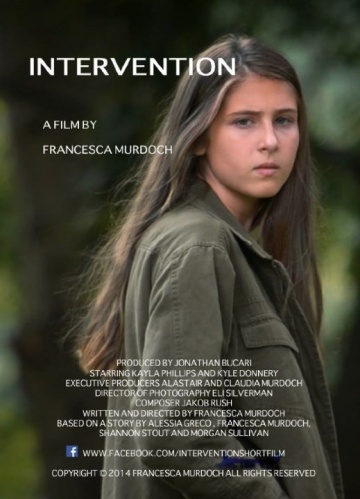 INTERVENTION
A FILM BY
FRANCESCA MURDOCH
PRODUCED BY JONATHAN BUCARI
STARRING KAYLA PHILLIPS AND KYLE DONNERY
EXECUTIVE PRODUCERS ALASTAIR AND CLAUDIA MURDOCH
DIRECTOR OF PHOTOGRAPHY ELI SILVERMAN
COMPOSER JAKOB RUSH
WRITTEN AND DIRECTED BY FRANCESCA MURDOCH
BASED ON A STORY BY ALESSIA GRECO , FRANCESCA MURDOCH,
SHANNON STOUT AND MORGAN SULLIVAN
f WWW.FACEBOOK.COM/INTERVENTIONSHORTFILM
COPYRIGHT © 2014 FRANCESCA MURDOCH ALL RIGHTS RESERVED